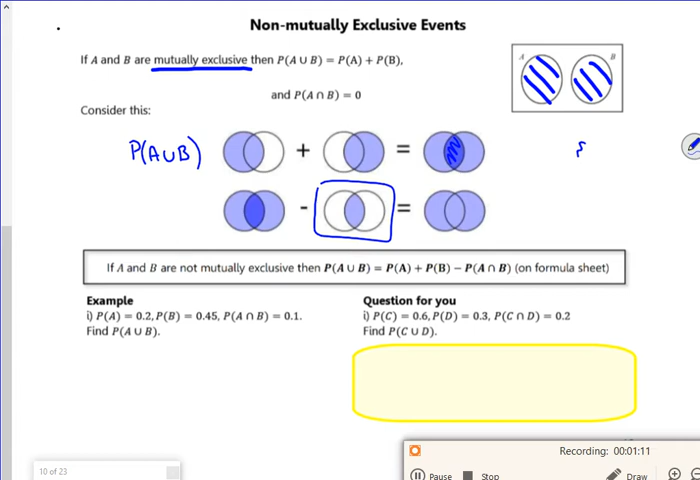 Non-mutually Exclusive Events
If A and B are mutually exclusive then P(A ∪ B) = P(A) + P(B),
A B
and P(A ∩ B) = 0
Consider this:
P(A∪B) + =
- =
If A and B are not mutually exclusive then P(A ∪ B) = P(A) + P(B) − P(A ∩ B) (on formula sheet)
Example
i) P(A) = 0.2, P(B) = 0.45, P(A ∩ B) = 0.1.
Find P(A ∪ B).
Question for you
i) P(C) = 0.6, P(D) = 0.3, P(C ∩ D) = 0.2
Find P(C ∪ D).
10 of 23
Recording: 00:01:11
Pause Stop Draw